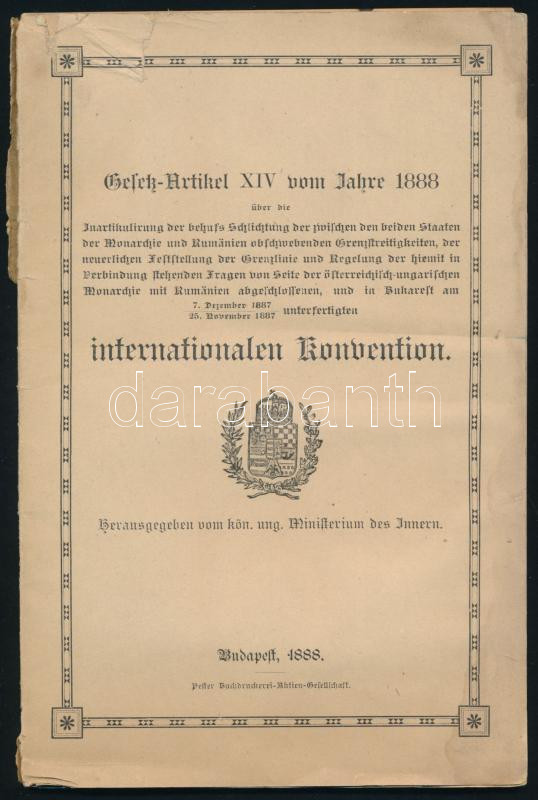 Gesetz-Artikel XIV vom Jahre 1888
über die
Inartikulirung der behufs Schlichtung der zwischen den beiden Staaten
der Monarchie und Rumänien obschwebenden Grenzstreitigkeiten, der
neuerlichen Feststellung der Grenzlinie und Regelung der hiemit in
Verbindung stehenden Fragen von Seite der österreichisch-ungarischen
Monarchie mit Rumänien abgeschlossenen, und in Bukarest am
7. Dezember 1887
25. November 1887 unterfertigten
internationalen Konvention.
darabanth
Herausgegeben vom kön. ung. Ministerium des Innern.
Budapest, 1888.
Pester Buchdruckerei-Aktien-Gesellschaft.